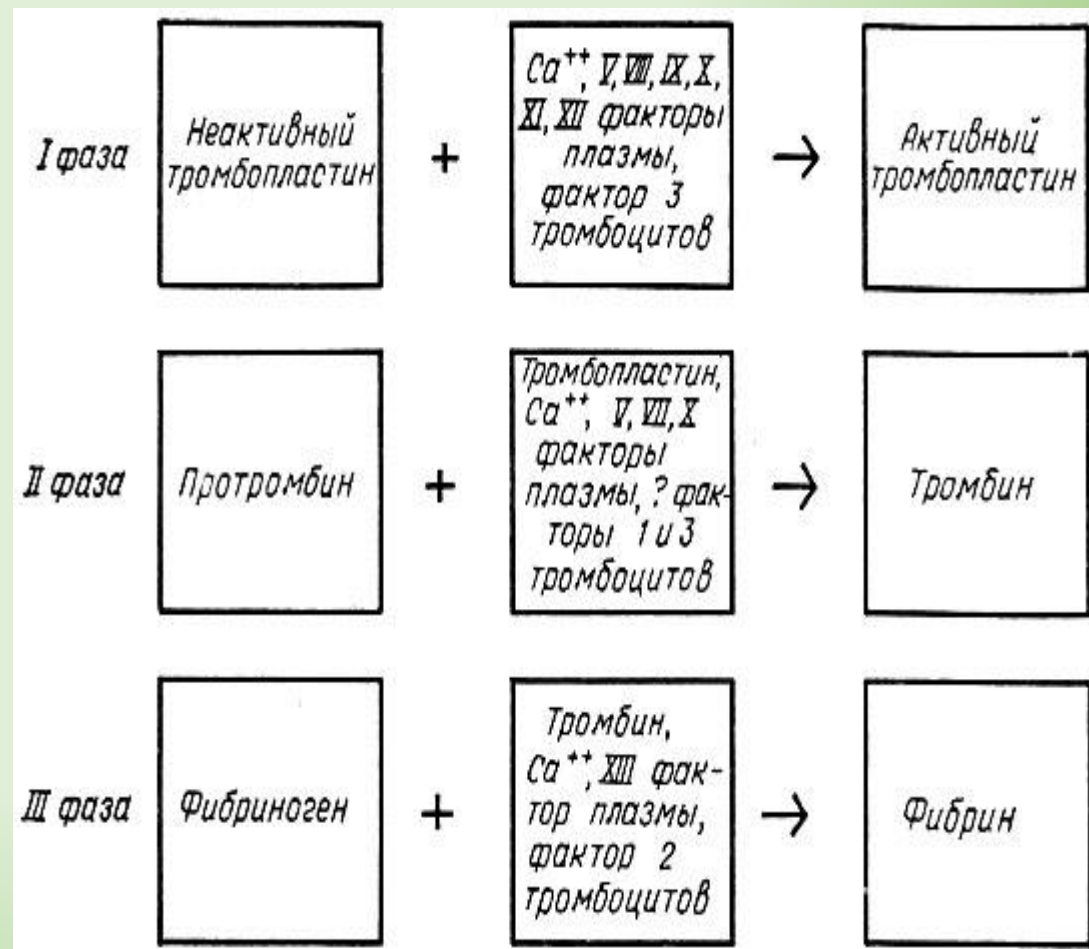 I фаза
Неактивный
тромбопластин
+
Ca⁺⁺, V, VIII, IX, X,
XI, XII факторы
плазмы,
фактор 3
тромбоцитов
→
Активный
тромбопластин
II фаза
Протромбин
+
Тромбопластин,
Ca⁺⁺, V, VII, X
факторы
плазмы, ? фак-
торы 1 и 3
тромбоцитов
→
Тромбин
III фаза
Фибриноген
+
Тромбин,
Ca⁺⁺, XIII фак-
тор плазмы,
фактор 2
тромбоцитов
→
Фибрин